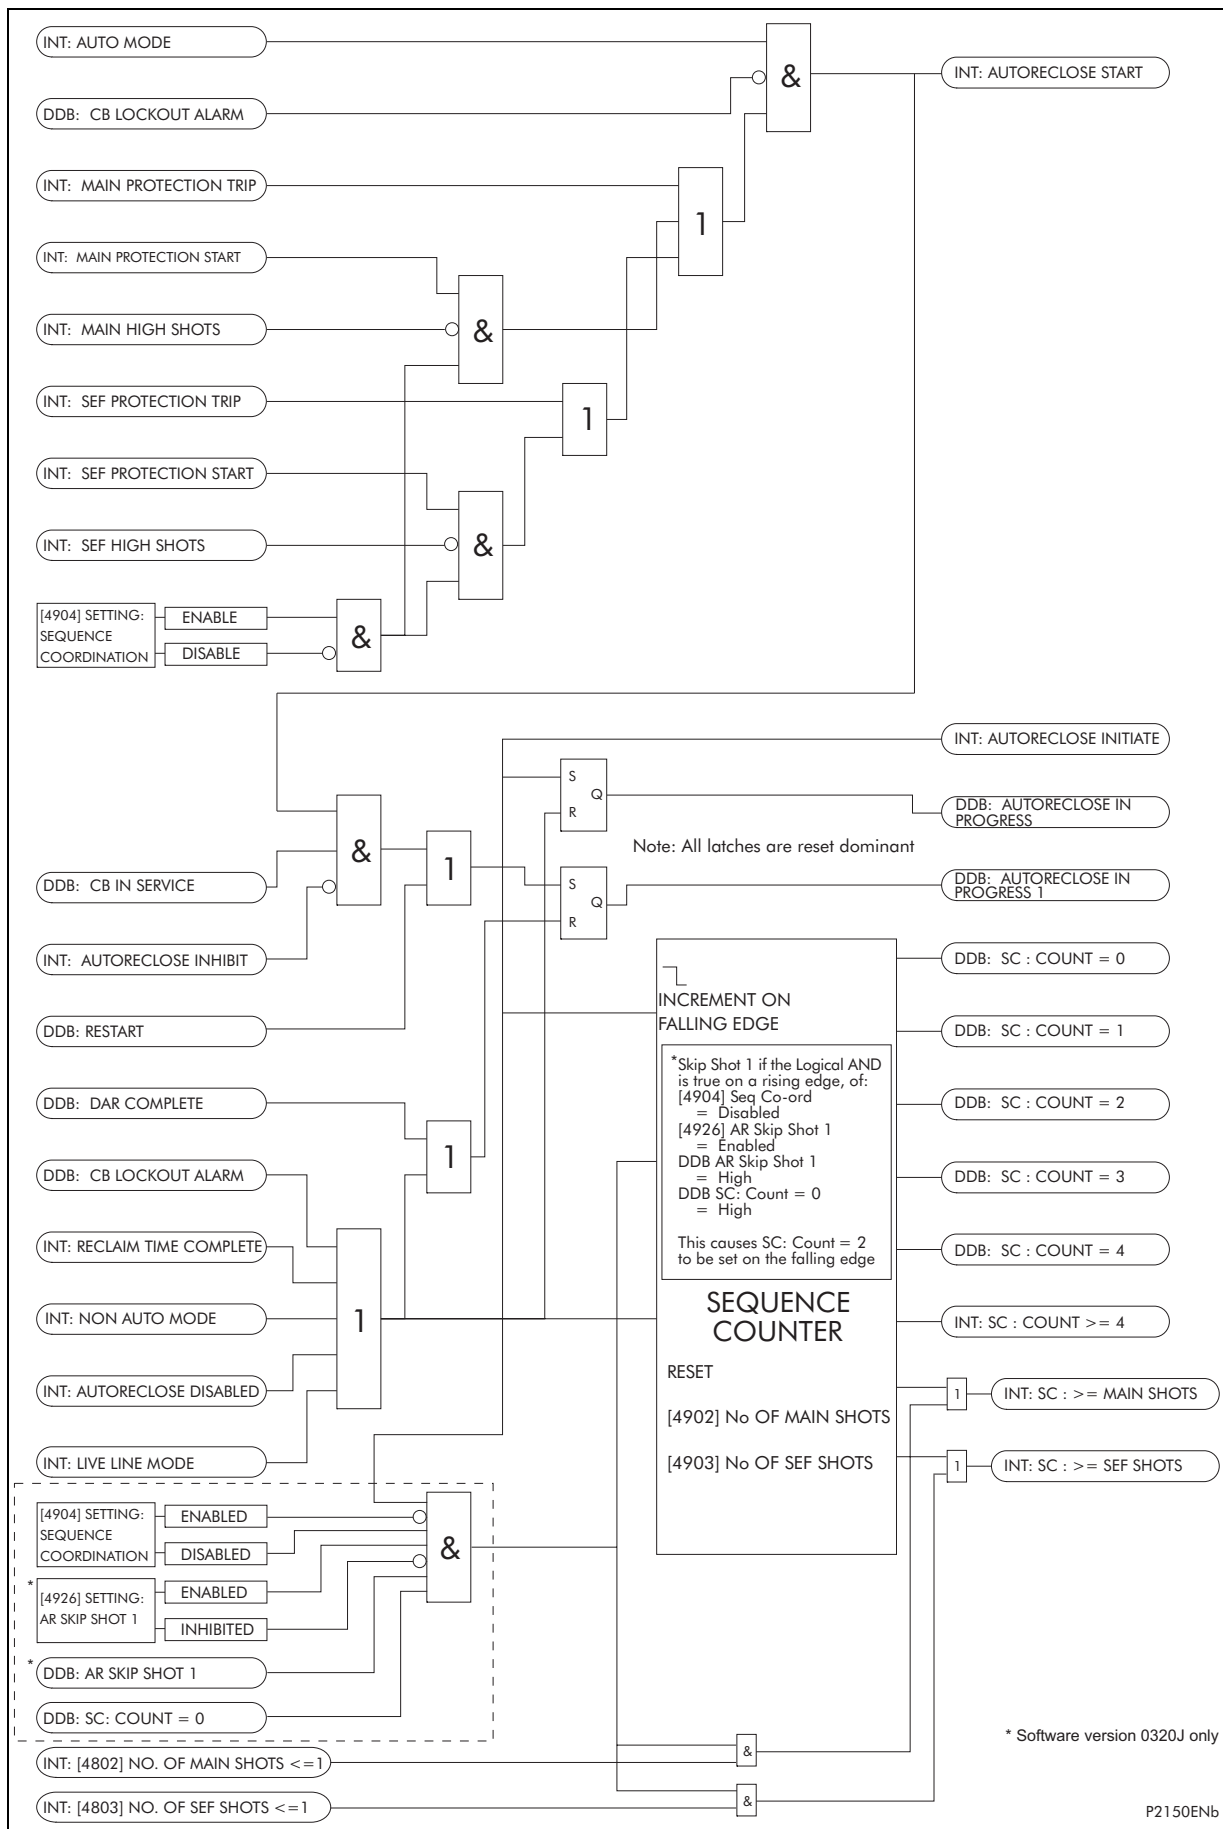 INT: AUTO MODE
&
INT: AUTORECLOSE START
DDB: CB LOCKOUT ALARM
INT: MAIN PROTECTION TRIP
1
INT: MAIN PROTECTION START
INT: MAIN HIGH SHOTS
&
INT: SEF PROTECTION TRIP
1
INT: SEF PROTECTION START
INT: SEF HIGH SHOTS
&
[4904] SETTING:
SEQUENCE
COORDINATION
ENABLE
DISABLE
&
INT: AUTORECLOSE INITIATE
S
R
Q
DDB: AUTORECLOSE IN
PROGRESS
Note: All latches are reset dominant
&
1
DDB: CB IN SERVICE
S
R
Q
DDB: AUTORECLOSE IN
PROGRESS 1
INT: AUTORECLOSE INHIBIT
DDB: RESTART
DDB: DAR COMPLETE
1
DDB: CB LOCKOUT ALARM
INT: RECLAIM TIME COMPLETE
INT: NON AUTO MODE
1
INT: AUTORECLOSE DISABLED
INT: LIVE LINE MODE
INCREMENT ON
FALLING EDGE
*Skip Shot 1 if the Logical AND
is true on a rising edge, of:
[4904] Seq Co-ord
= Disabled
[4926] AR Skip Shot 1
= Enabled
DDB AR Skip Shot 1
= High
DDB SC: Count = 0
= High
This causes SC: Count = 2
to be set on the falling edge
SEQUENCE
COUNTER
RESET
[4902] No OF MAIN SHOTS
[4903] No OF SEF SHOTS
DDB: SC : COUNT = 0
DDB: SC : COUNT = 1
DDB: SC : COUNT = 2
DDB: SC : COUNT = 3
DDB: SC : COUNT = 4
INT: SC : COUNT >= 4
1
INT: SC : >= MAIN SHOTS
1
INT: SC : >= SEF SHOTS
[4904] SETTING:
SEQUENCE
COORDINATION
ENABLED
DISABLED
&
*
[4926] SETTING:
AR SKIP SHOT 1
ENABLED
INHIBITED
*
DDB: AR SKIP SHOT 1
DDB: SC: COUNT = 0
* Software version 0320J only
INT: [4802] NO. OF MAIN SHOTS <=1
&
INT: [4803] NO. OF SEF SHOTS <=1
&
P2150ENb